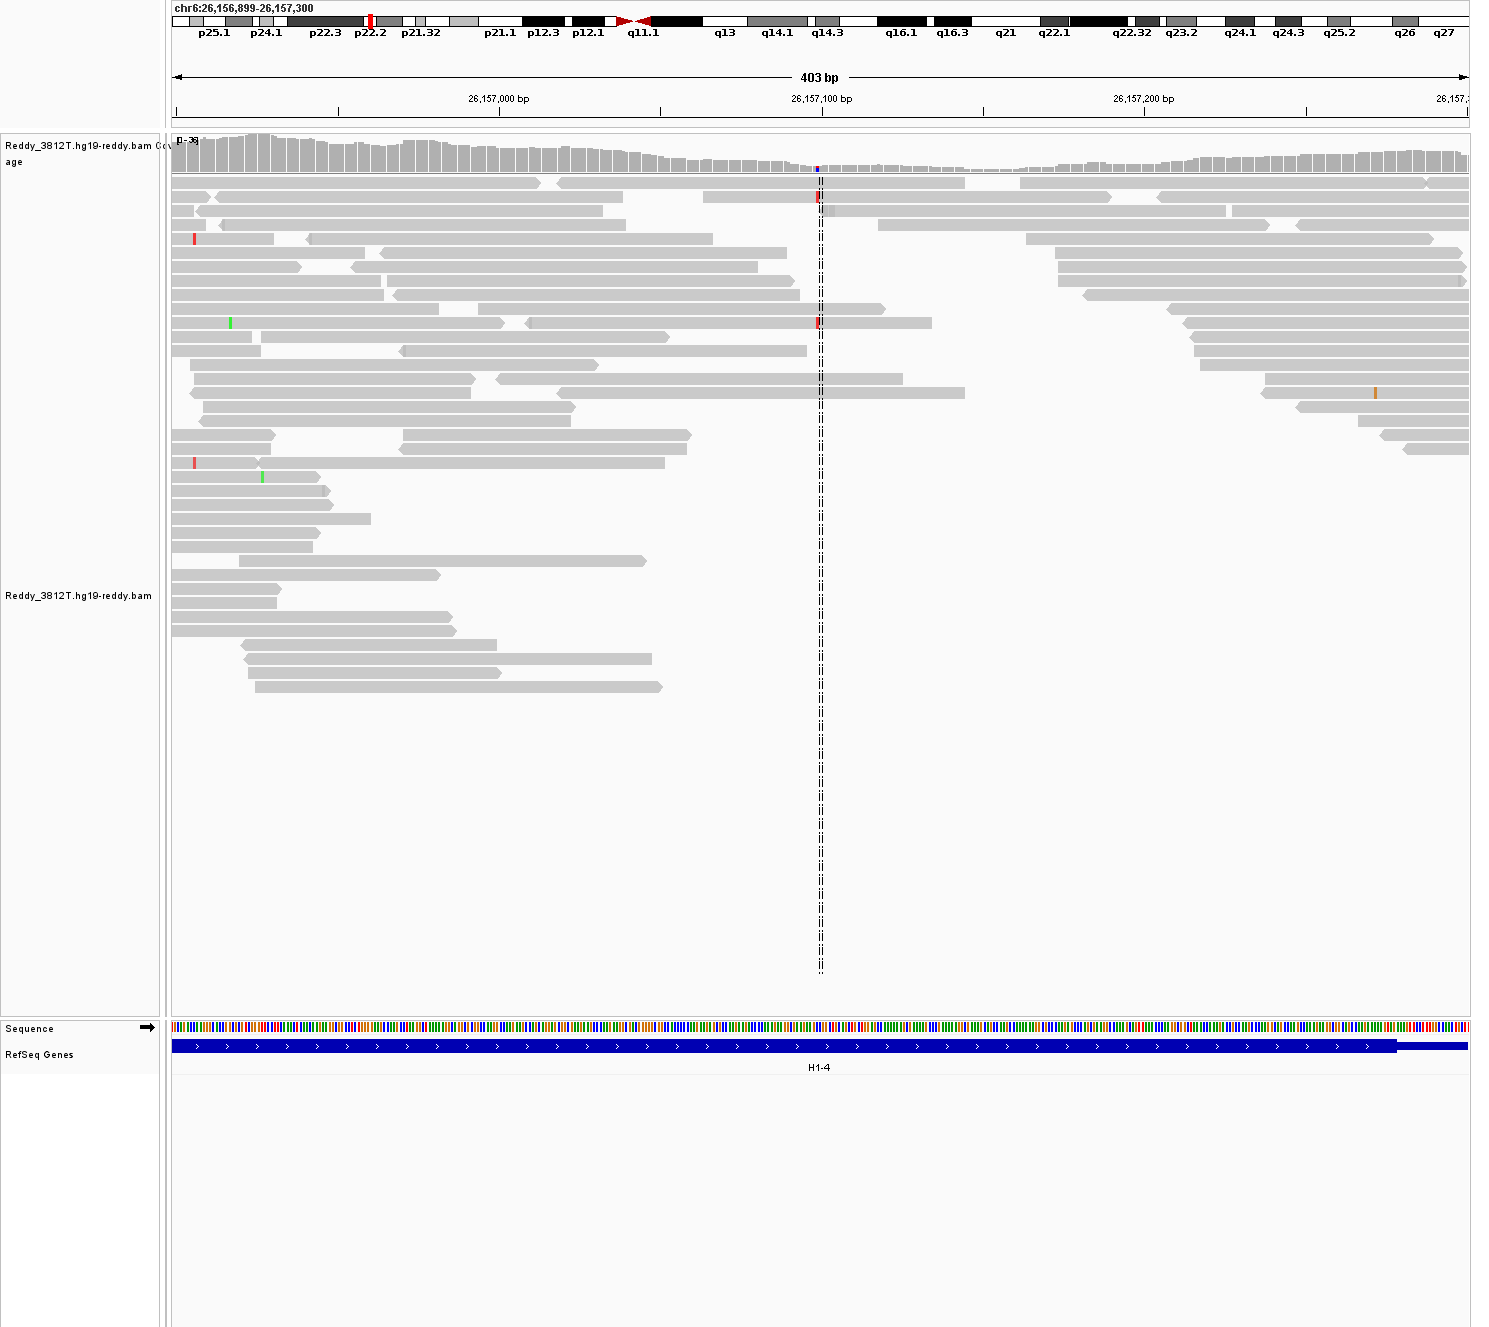 chr6:26,156,899-26,157,300
p25.1 p24.1 p22.3 p22.2 p21.32 p21.1 p12.3 p12.1 q11.1 q13 q14.1 q14.3 q16.1 q16.3 q21 q22.1 q22.32 q23.2 q24.1 q24.3 q25.2 q26 q27
403 bp
26,157,000 bp 26,157,100 bp 26,157,200 bp 26,157,
Reddy_3812T.hg19-reddy.bam Cov
age
Reddy_3812T.hg19-reddy.bam
Sequence
RefSeq Genes
H1-4